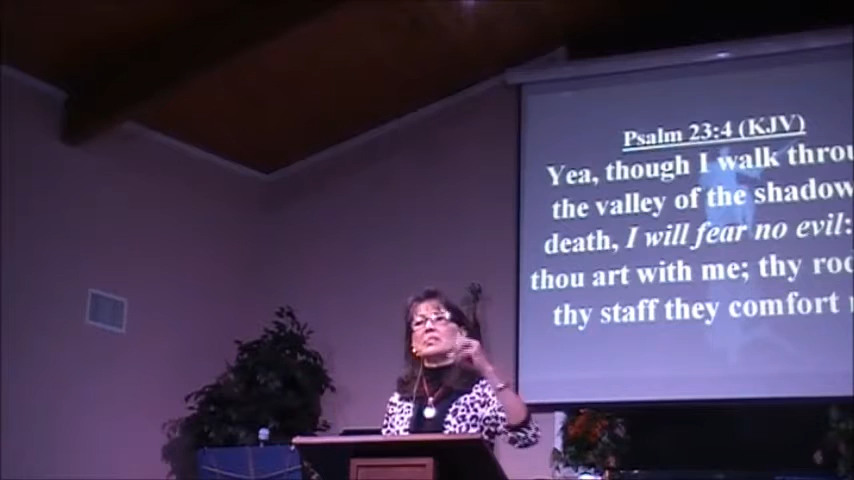 Psalm 23:4 (KJV)
Yea, though I walk throu
the valley of the shadow
death, I will fear no evil:
thou art with me; thy rod
thy staff they comfort